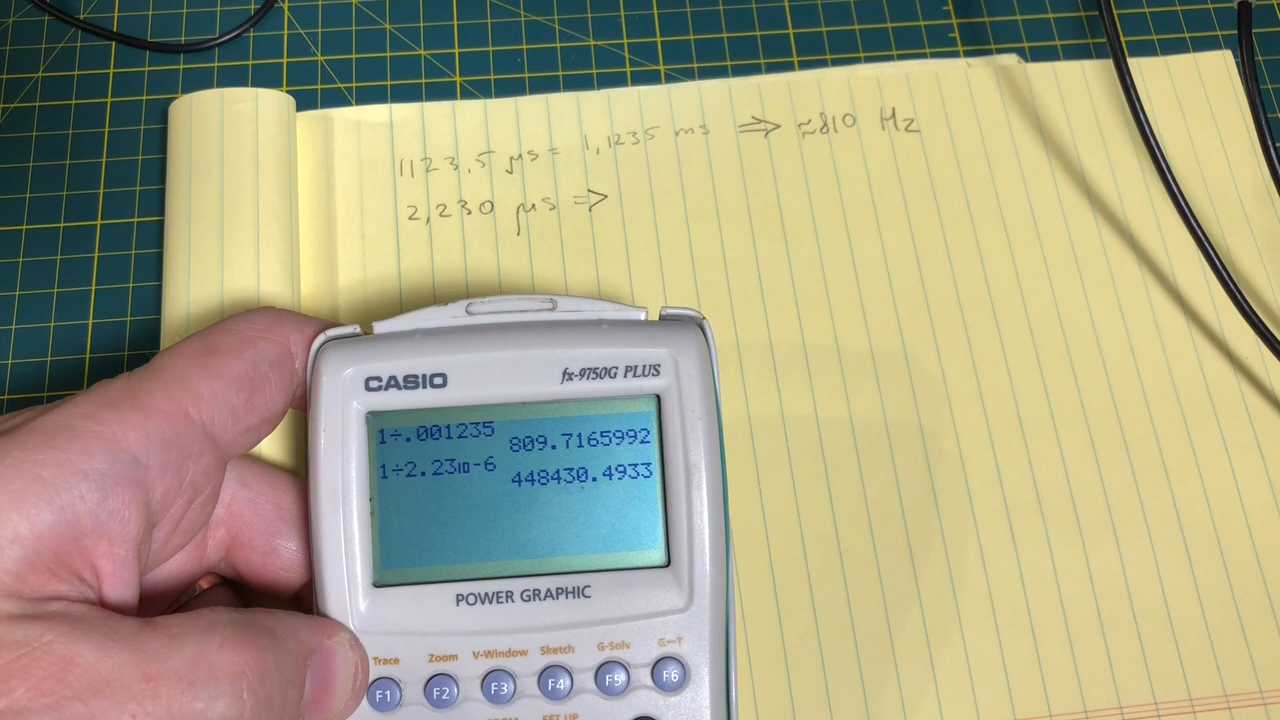 1123,5 µs = 1,1235 ms ⇒ ≈810 Hz
2,230 µs ⇒
CASIO fx-9750G PLUS
1÷.001235
809.7165992
1÷2.23ᴇ-6
448430.4933
POWER GRAPHIC
Trace Zoom V-Window Sketch G-Solv G↔T
F1 F2 F3 F4 F5 F6
SET UP